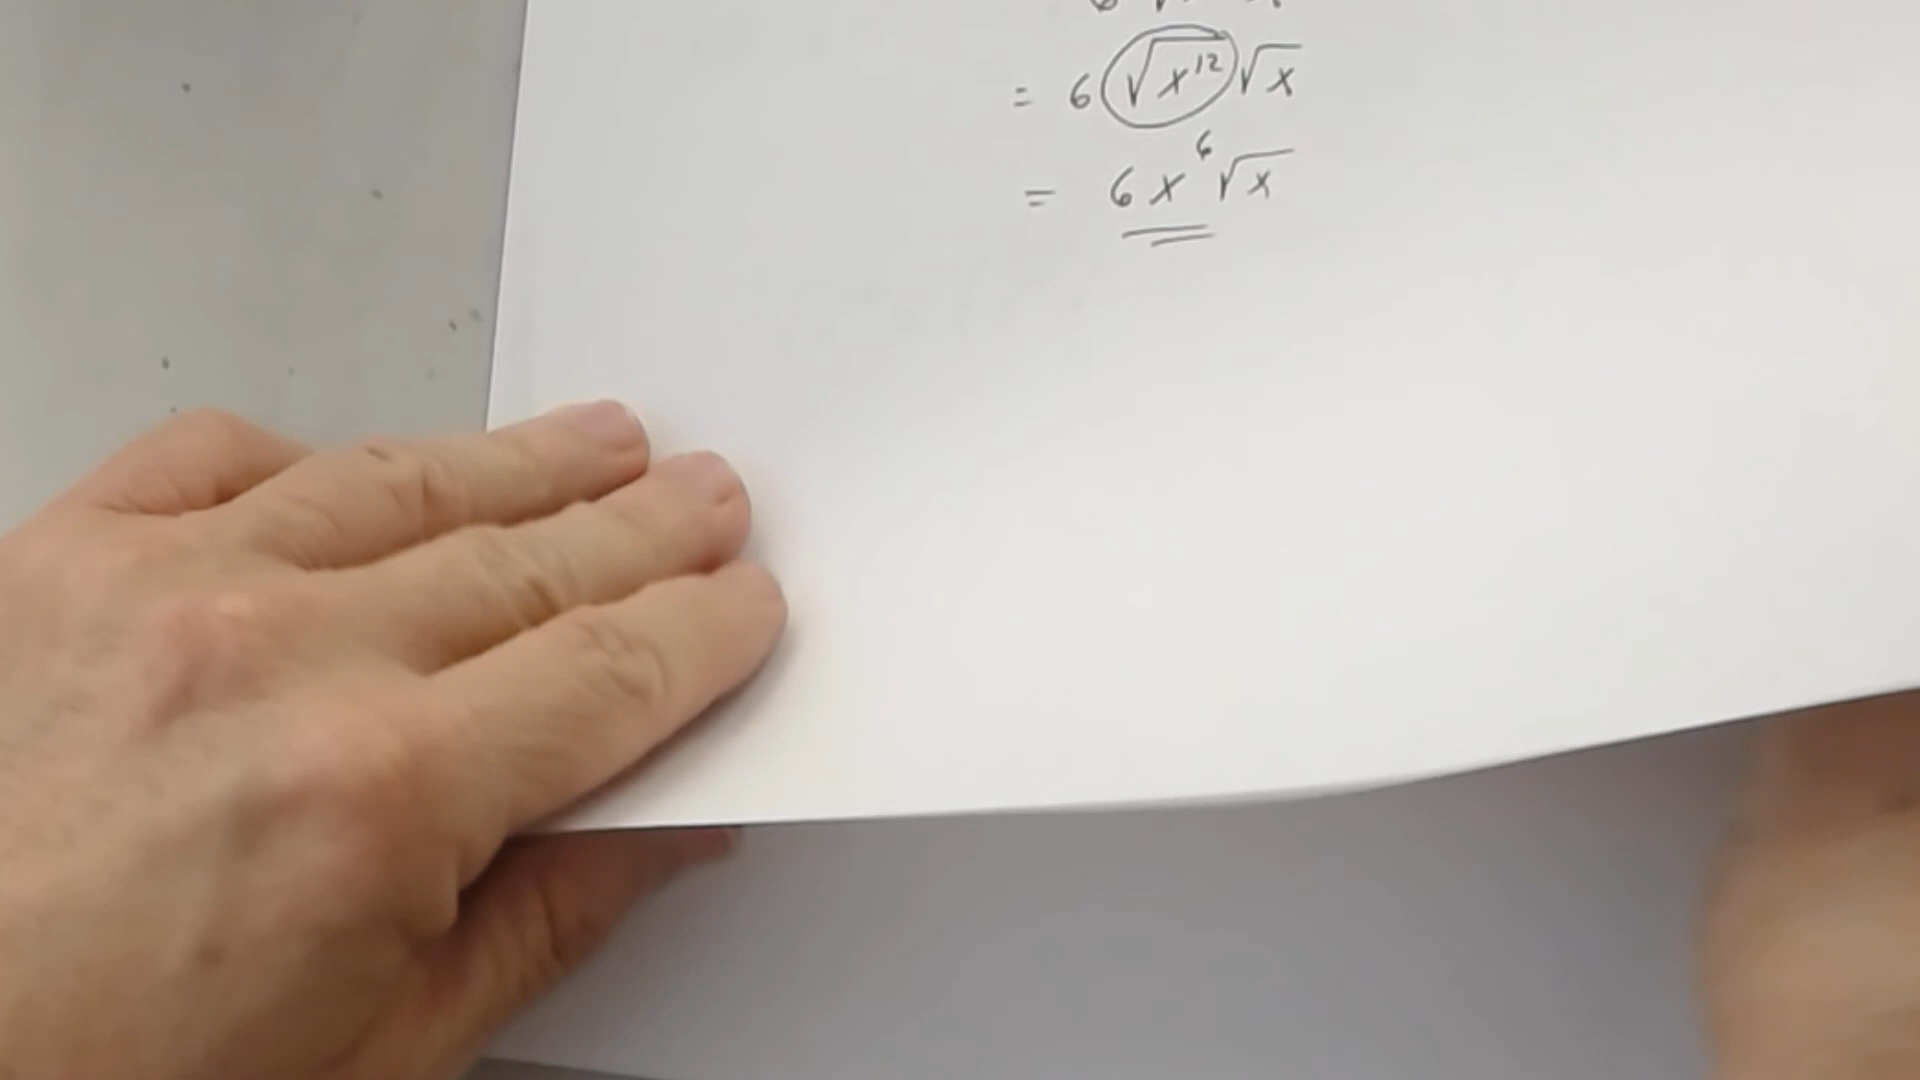 = 6 √x¹² √x
= 6x⁶ √x